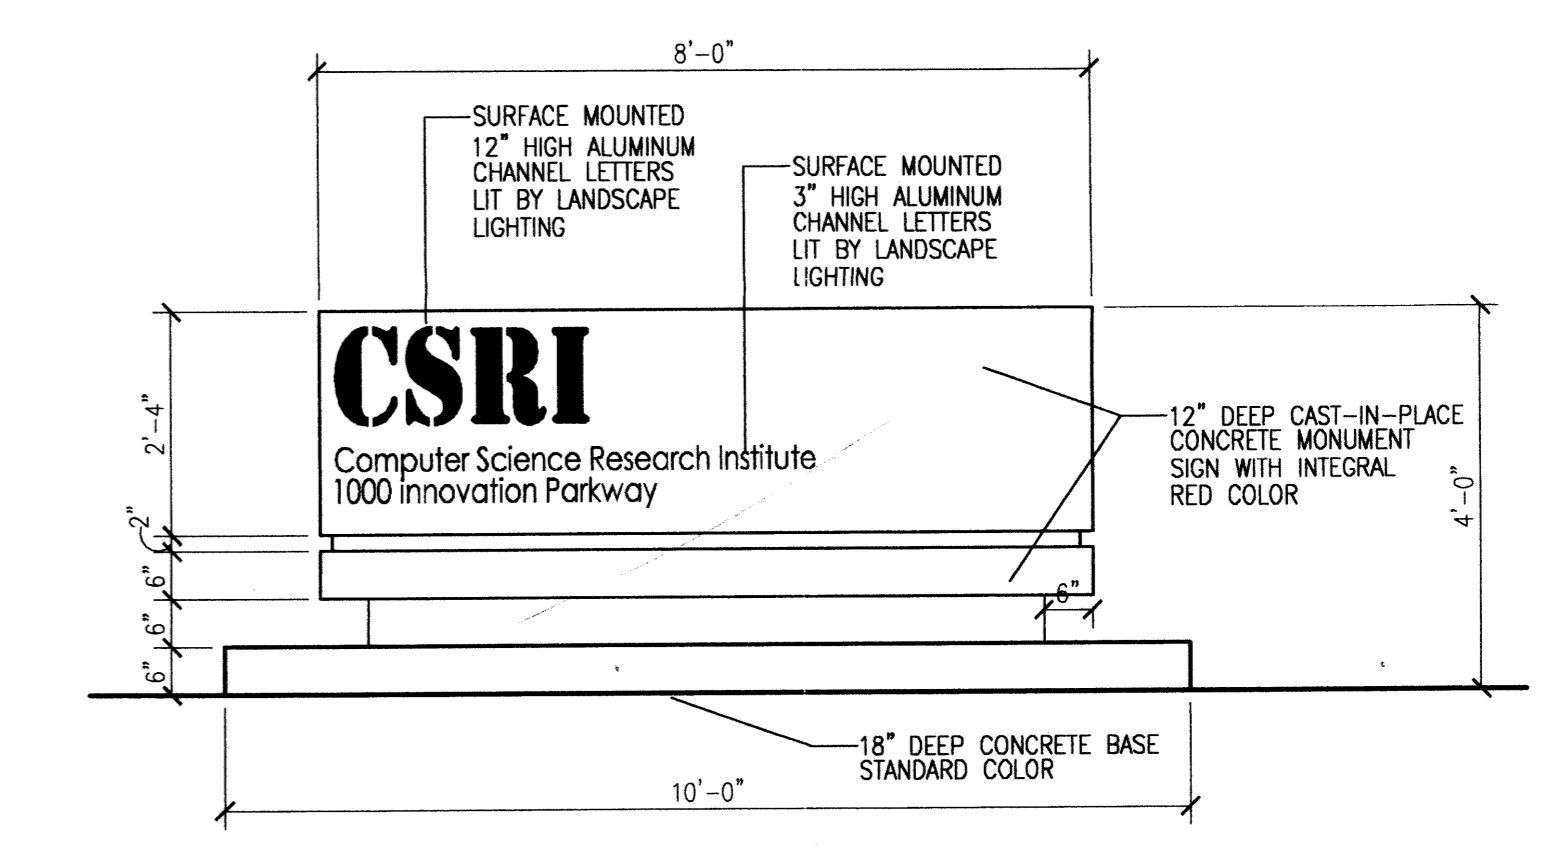 8'-0"
SURFACE MOUNTED
12" HIGH ALUMINUM
CHANNEL LETTERS
LIT BY LANDSCAPE
LIGHTING
SURFACE MOUNTED
3" HIGH ALUMINUM
CHANNEL LETTERS
LIT BY LANDSCAPE
LIGHTING
CSRI
Computer Science Research Institute
1000 innovation Parkway
12" DEEP CAST-IN-PLACE
CONCRETE MONUMENT
SIGN WITH INTEGRAL
RED COLOR
2'-4"
2"
6"
6"
6"
6"
4'-0"
18" DEEP CONCRETE BASE
STANDARD COLOR
10'-0"